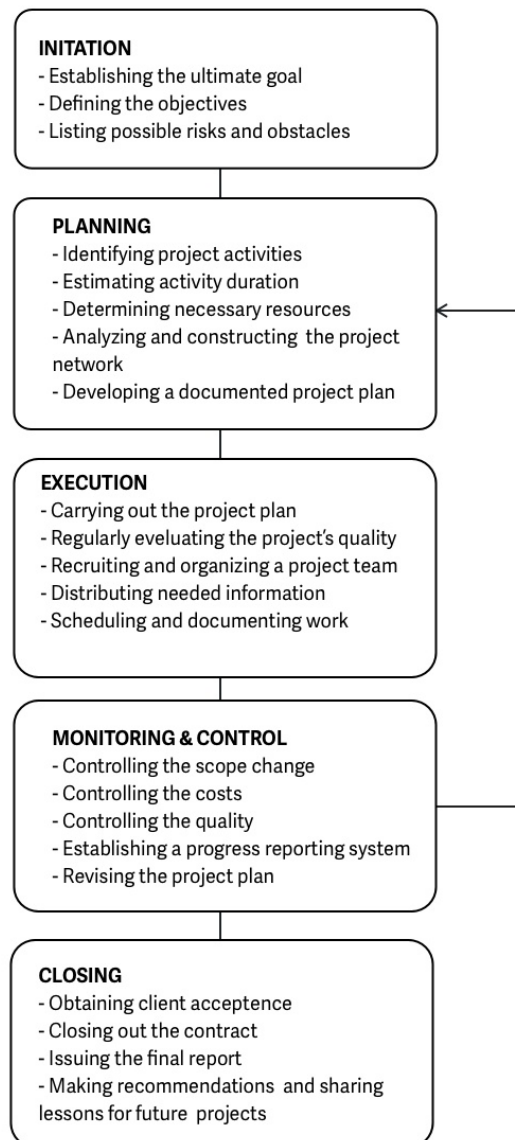 INITATION
- Establishing the ultimate goal
- Defining the objectives
- Listing possible risks and obstacles
PLANNING
- Identifying project activities
- Estimating activity duration
- Determining necessary resources
- Analyzing and constructing the project
network
- Developing a documented project plan
EXECUTION
- Carrying out the project plan
- Regularly eveluating the project's quality
- Recruiting and organizing a project team
- Distributing needed information
- Scheduling and documenting work
MONITORING & CONTROL
- Controlling the scope change
- Controlling the costs
- Controlling the quality
- Establishing a progress reporting system
- Revising the project plan
CLOSING
- Obtaining client acceptence
- Closing out the contract
- Issuing the final report
- Making recommendations and sharing
lessons for future projects